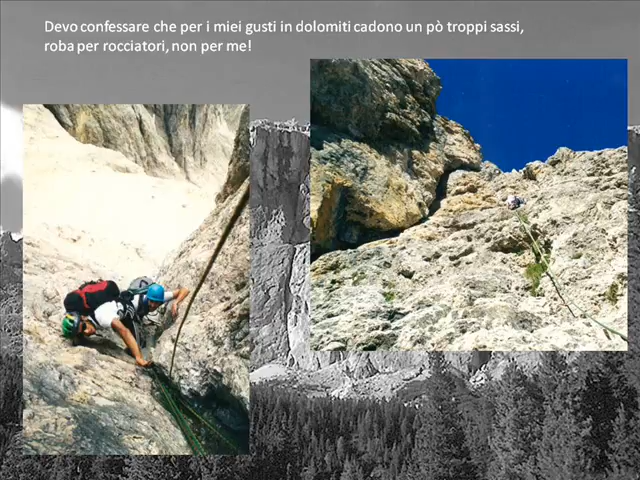 Devo confessare che per i miei gusti in dolomiti cadono un pò troppi sassi,
roba per rocciatori, non per me!